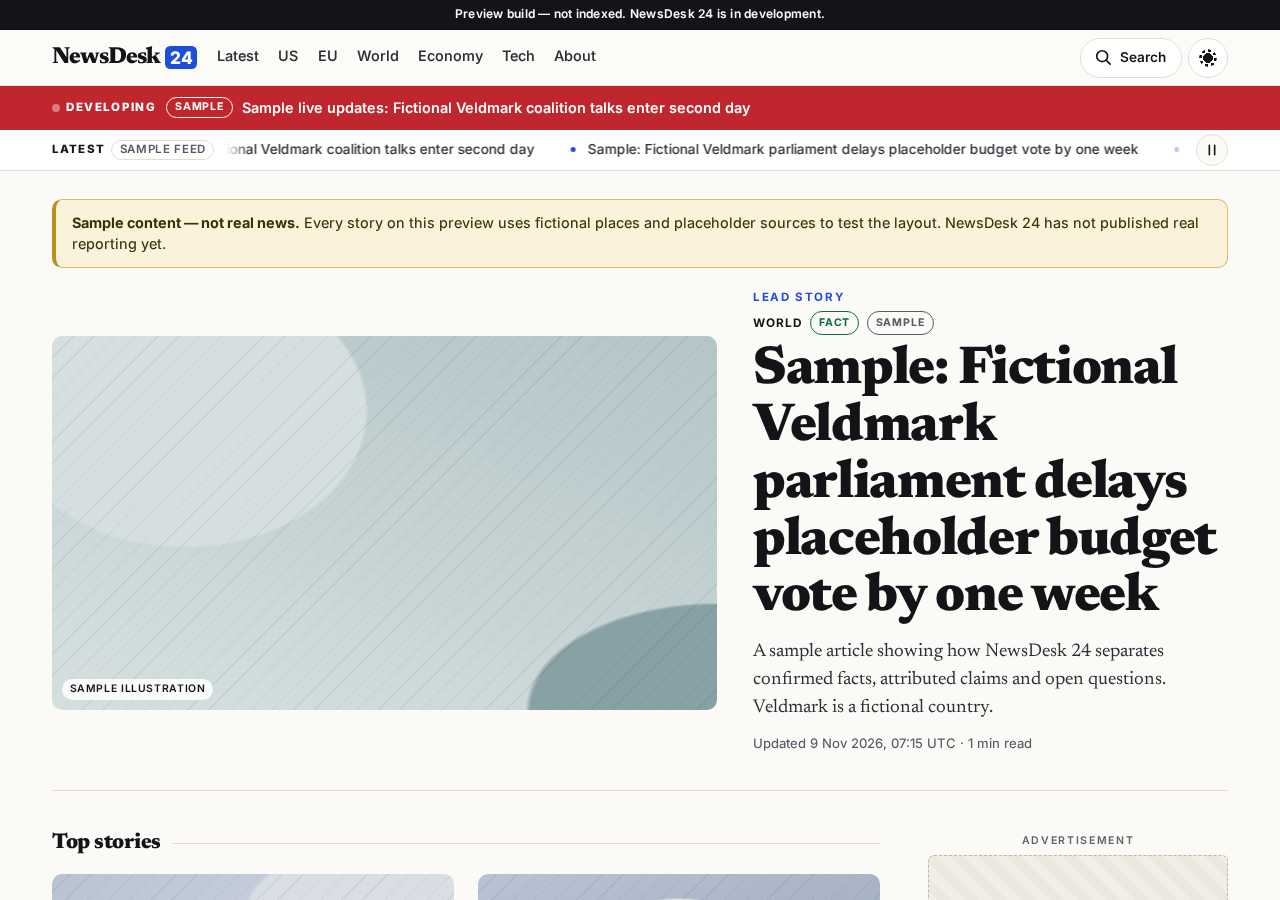 Preview build — not indexed. NewsDesk 24 is in development.
NewsDesk 24 Latest US EU World Economy Tech About Search
DEVELOPING SAMPLE Sample live updates: Fictional Veldmark coalition talks enter second day
LATEST SAMPLE FEED Veldmark coalition talks enter second day • Sample: Fictional Veldmark parliament delays placeholder budget vote by one week •
Sample content — not real news. Every story on this preview uses fictional places and placeholder sources to test the layout. NewsDesk 24 has not published real
reporting yet.
LEAD STORY
WORLD FACT SAMPLE
Sample: Fictional
Veldmark
parliament delays
placeholder budget
vote by one week
A sample article showing how NewsDesk 24 separates
confirmed facts, attributed claims and open questions.
Veldmark is a fictional country.
Updated 9 Nov 2026, 07:15 UTC · 1 min read
SAMPLE ILLUSTRATION
Top stories
ADVERTISEMENT